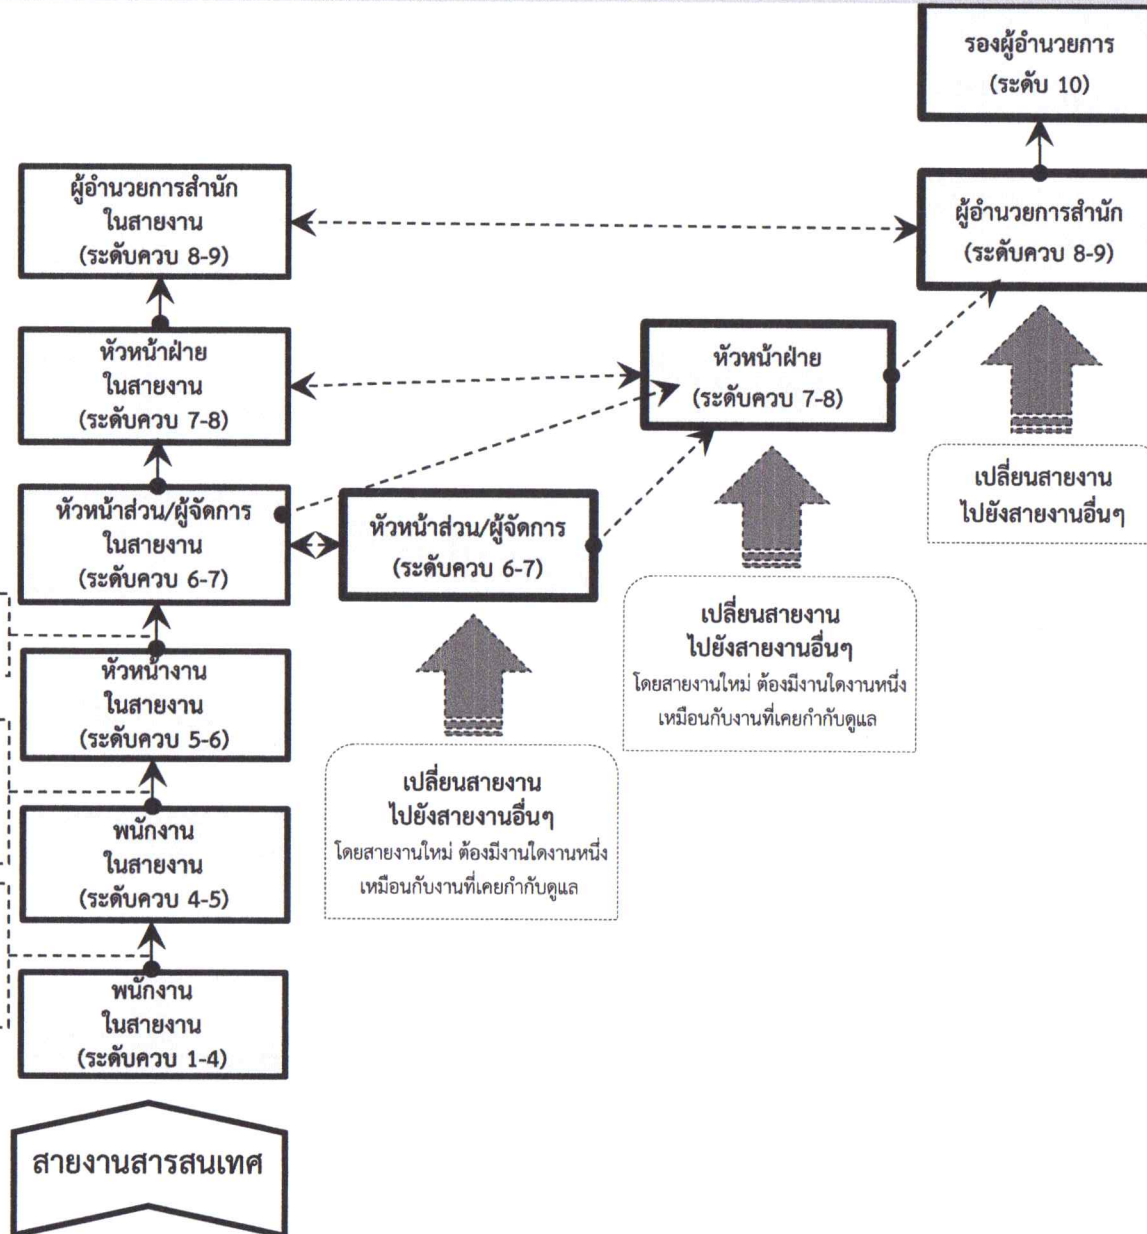 รองผู้อำนวยการ
(ระดับ 10)
ผู้อำนวยการสำนัก
ในสายงาน
(ระดับควบ 8-9)
ผู้อำนวยการสำนัก
(ระดับควบ 8-9)
หัวหน้าฝ่าย
ในสายงาน
(ระดับควบ 7-8)
หัวหน้าฝ่าย
(ระดับควบ 7-8)
เปลี่ยนสายงาน
ไปยังสายงานอื่นๆ
หัวหน้าส่วน/ผู้จัดการ
ในสายงาน
(ระดับควบ 6-7)
หัวหน้าส่วน/ผู้จัดการ
(ระดับควบ 6-7)
เปลี่ยนสายงาน
ไปยังสายงานอื่นๆ
โดยสายงานใหม่ ต้องมีงานใดงานหนึ่ง
เหมือนกับงานที่เคยกำกับดูแล
หัวหน้างาน
ในสายงาน
(ระดับควบ 5-6)
เปลี่ยนสายงาน
ไปยังสายงานอื่นๆ
โดยสายงานใหม่ ต้องมีงานใดงานหนึ่ง
เหมือนกับงานที่เคยกำกับดูแล
พนักงาน
ในสายงาน
(ระดับควบ 4-5)
พนักงาน
ในสายงาน
(ระดับควบ 1-4)
สายงานสารสนเทศ